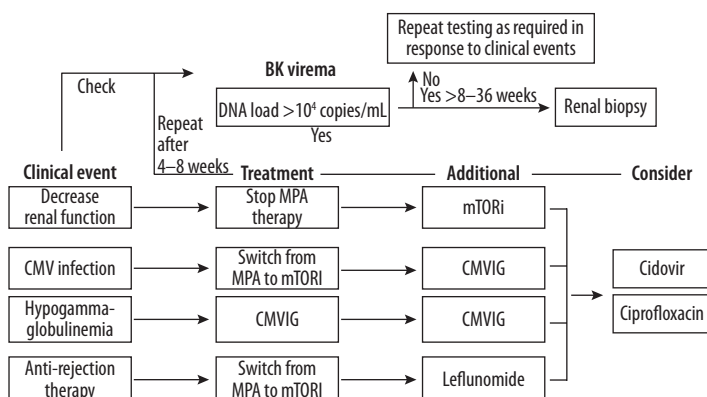 Repeat testing as required in
response to clinical events
BK virema
Check
No
Yes >8–36 weeks
DNA load >10⁴ copies/mL
Renal biopsy
Yes
Repeat
after
4–8 weeks
Clinical event
Treatment
Additional
Consider
Decrease
renal function
Stop MPA
therapy
mTORi
CMV infection
Switch from
MPA to mTORI
CMVIG
Cidovir
Hypogamma-
globulinemia
CMVIG
CMVIG
Ciprofloxacin
Anti-rejection
therapy
Switch from
MPA to mTORI
Leflunomide